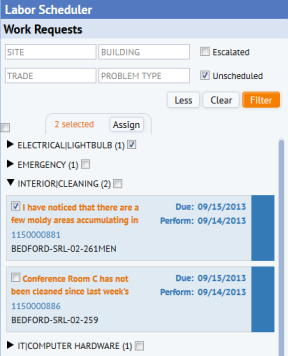 Labor Scheduler
Work Requests
SITE BUILDING Escalated
TRADE PROBLEM TYPE Unscheduled
Less Clear Filter
2 selected Assign
ELECTRICAL|LIGHTBULB (1)
EMERGENCY (1)
INTERIOR|CLEANING (2)
I have noticed that there are a Due: 09/15/2013
few moldy areas accumulating in Perform: 09/14/2013
1150000881
BEDFORD-SRL-02-261MEN
Conference Room C has not Due: 09/15/2013
been cleaned since last week's Perform: 09/14/2013
1150000886
BEDFORD-SRL-02-259
IT|COMPUTER HARDWARE (1)